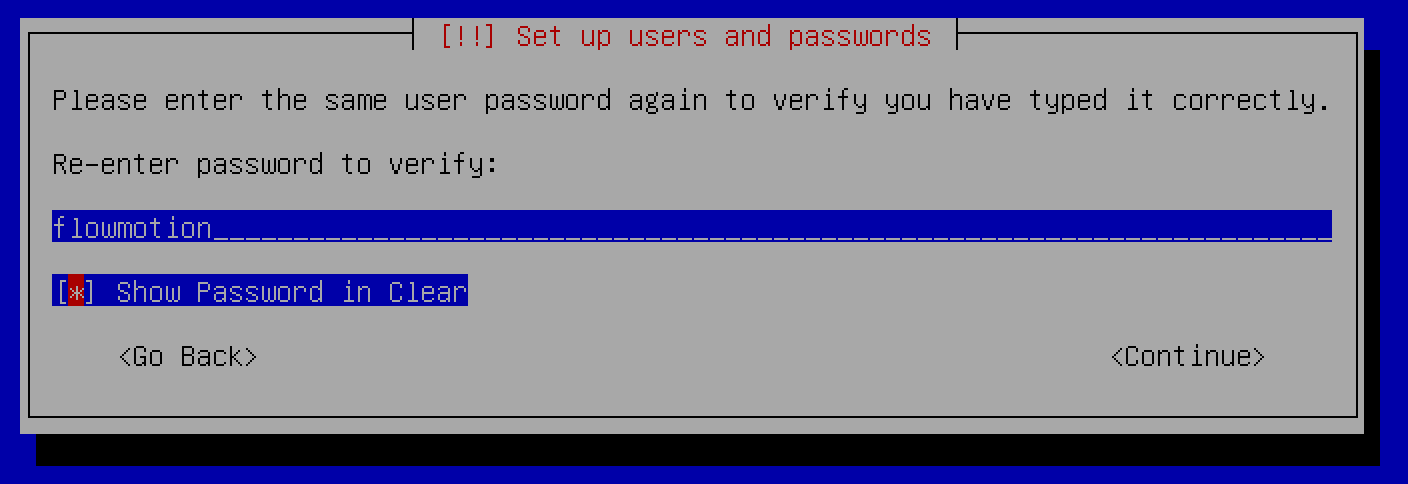 [!!] Set up users and passwords
Please enter the same user password again to verify you have typed it correctly.
Re-enter password to verify:
flowmotion______________________________________________________________________
[*] Show Password in Clear
<Go Back> <Continue>